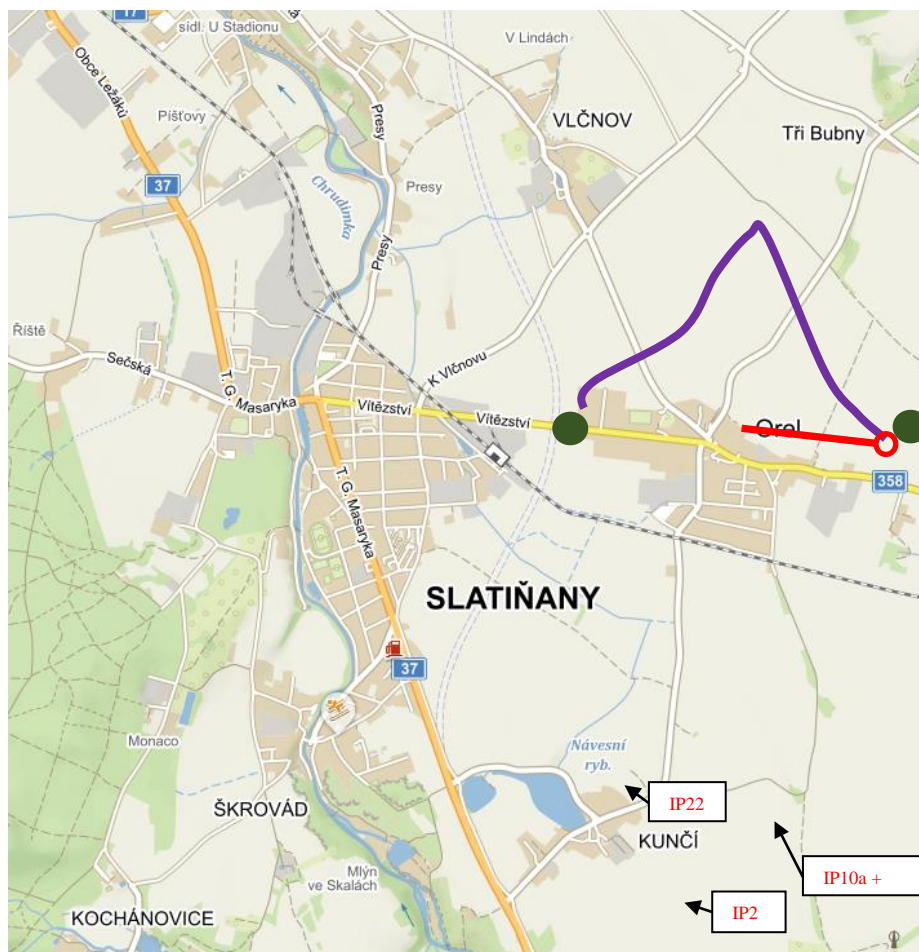 17
sídl. U Stadionu
V Lindách
Obce Ležáků
Píšťovy
Presy
VLČNOV
Tři Bubny
37
Chrudimka
Presy
Presy
Říště
Sečská
T. G. Masaryka
K Vlčnovu
Vítězství
Vítězství
Orel
358
T. G. Masaryka
SLATIŇANY
37
Monaco
Návesní
ryb.
IP22
ŠKROVÁD
KUNČÍ
Mlýn
ve Skalách
IP10a +
KOCHÁNOVICE
IP2